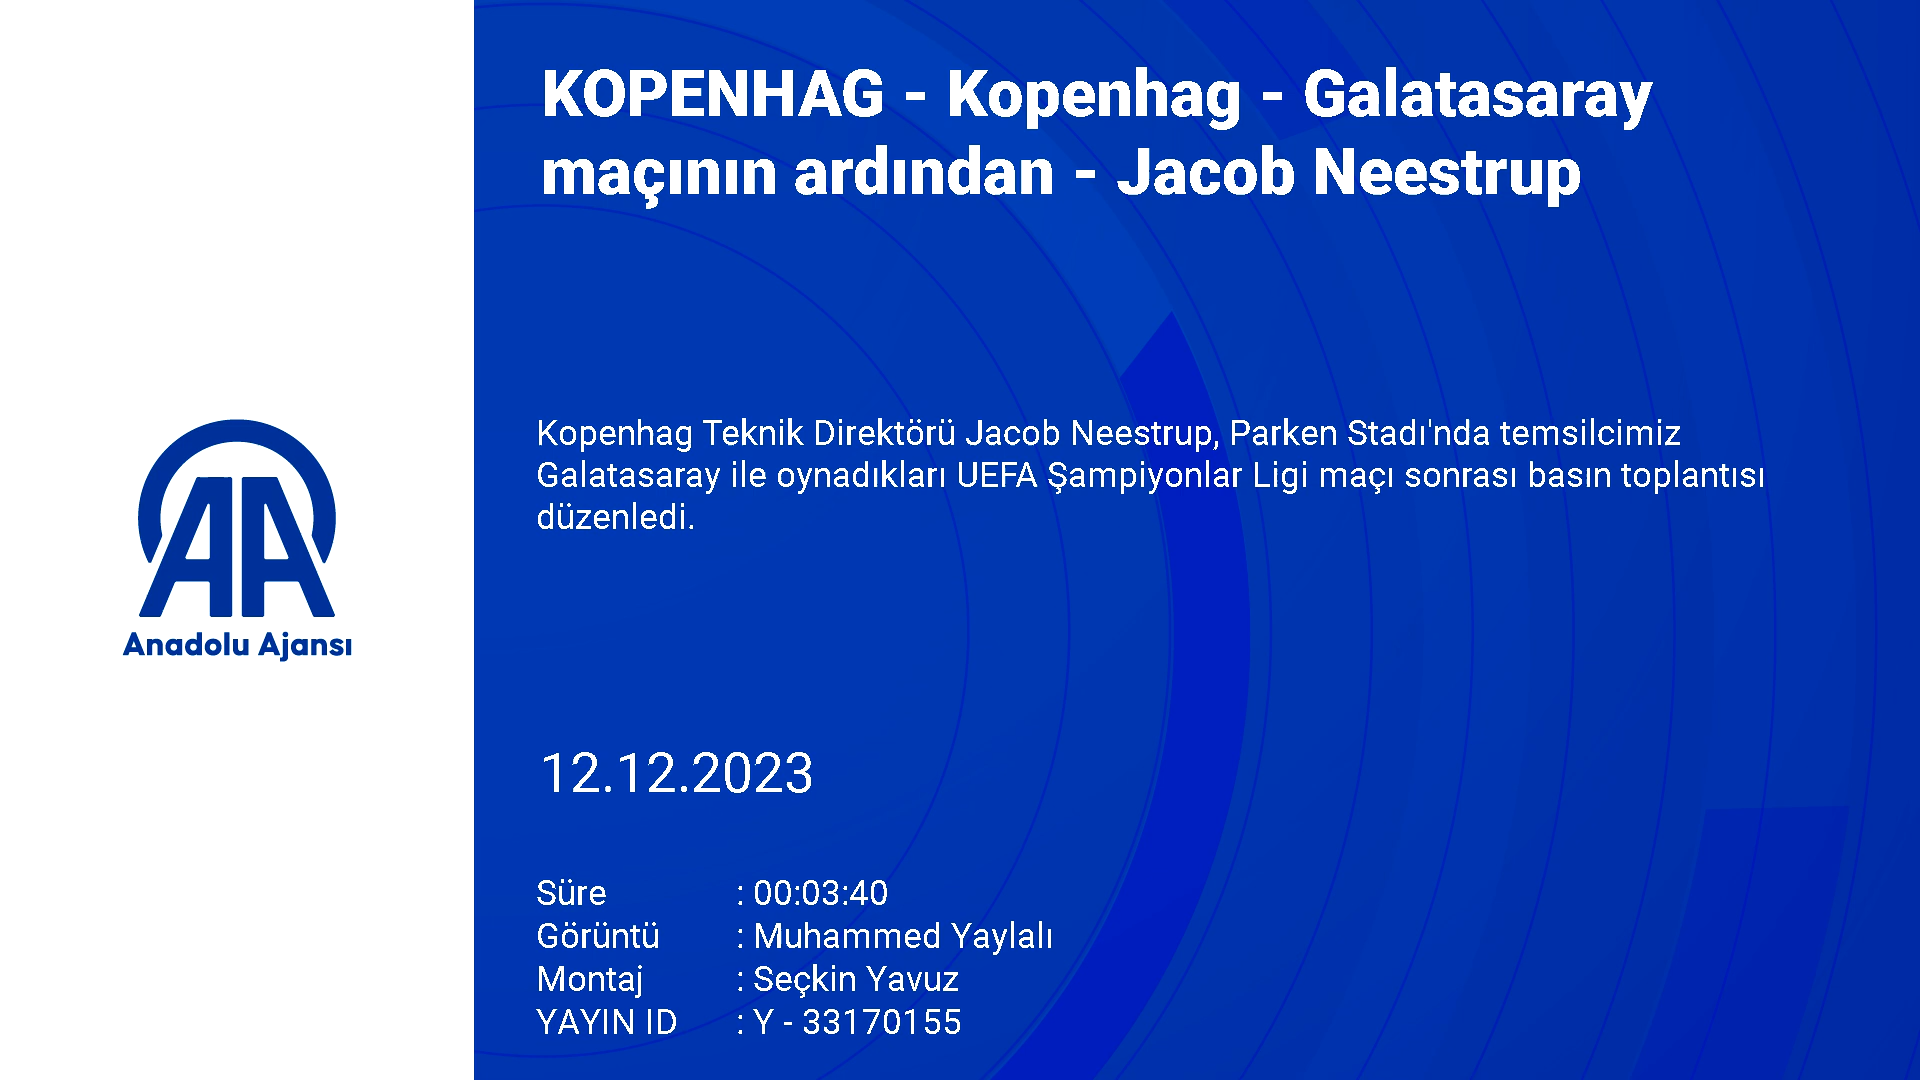 KOPENHAG - Kopenhag - Galatasaray
maçının ardından - Jacob Neestrup
Kopenhag Teknik Direktörü Jacob Neestrup, Parken Stadı'nda temsilcimiz
Galatasaray ile oynadıkları UEFA Şampiyonlar Ligi maçı sonrası basın toplantısı
düzenledi.
AA
Anadolu Ajansı
12.12.2023
Süre : 00:03:40
Görüntü : Muhammed Yaylalı
Montaj : Seçkin Yavuz
YAYIN ID : Y - 33170155